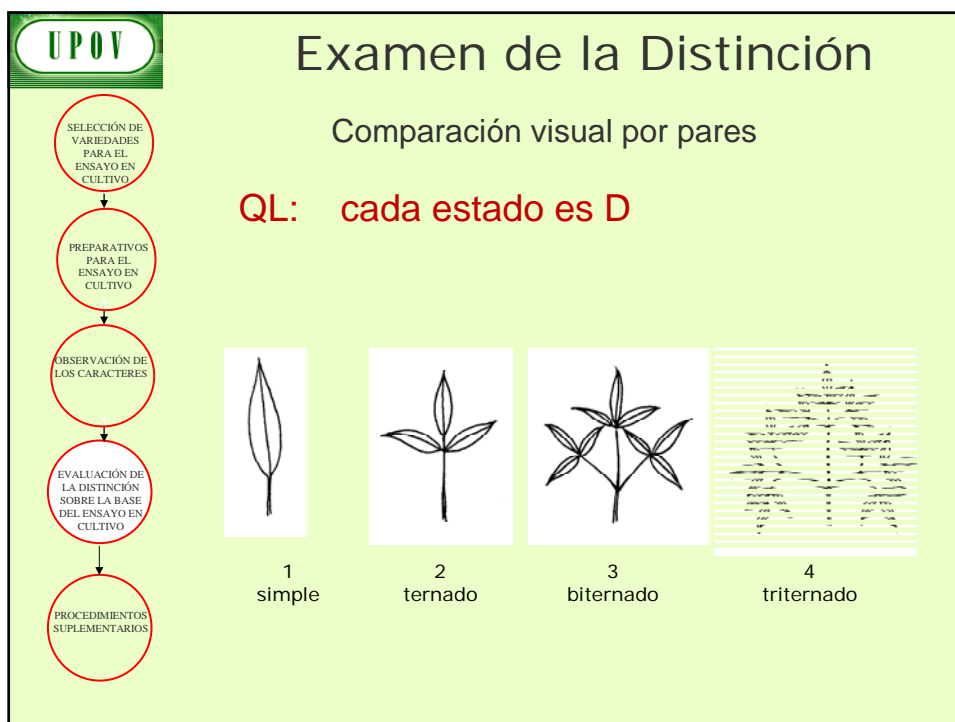 UPOV
Examen de la Distinción
Comparación visual por pares
QL: cada estado es D
SELECCIÓN DE
VARIEDADES
PARA EL
ENSAYO EN
CULTIVO
PREPARATIVOS
PARA EL
ENSAYO EN
CULTIVO
OBSERVACIÓN DE
LOS CARACTERES
EVALUACIÓN DE
LA DISTINCIÓN
SOBRE LA BASE
DEL ENSAYO EN
CULTIVO
PROCEDIMIENTOS
SUPLEMENTARIOS
1
simple
2
ternado
3
biternado
4
triternado